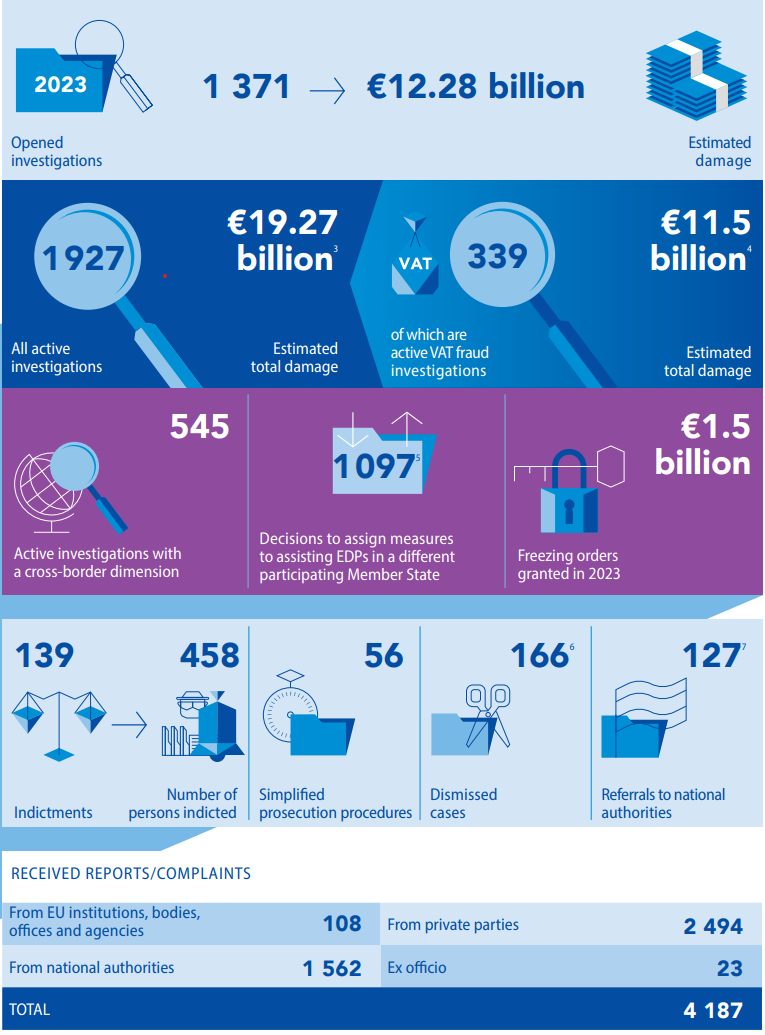 2023
1 371
€12.28 billion
Opened
investigations
Estimated
damage
1 927
€19.27
billion3
All active
investigations
Estimated
total damage
VAT
339
€11.5
billion4
of which are
active VAT fraud
investigations
Estimated
total damage
545
Active investigations with
a cross-border dimension
1 0975
Decisions to assign measures
to assisting EDPs in a different
participating Member State
€1.5
billion
Freezing orders
granted in 2023
139
Indictments
458
Number of
persons indicted
56
Simplified
prosecution procedures
1666
Dismissed
cases
1277
Referrals to national
authorities
RECEIVED REPORTS/COMPLAINTS
From EU institutions, bodies,
offices and agencies
108
From private parties
2 494
From national authorities
1 562
Ex officio
23
TOTAL
4 187